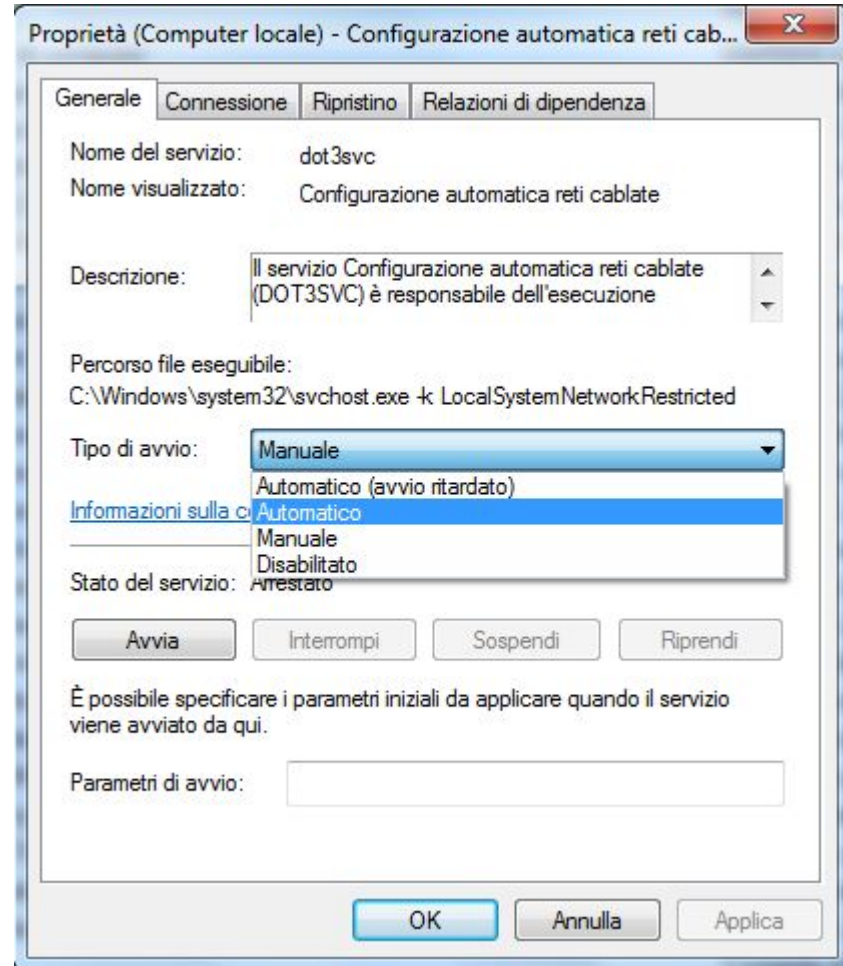 Proprietà (Computer locale) - Configurazione automatica reti cab...
Generale Connessione Ripristino Relazioni di dipendenza
Nome del servizio: dot3svc
Nome visualizzato: Configurazione automatica reti cablate
Descrizione: Il servizio Configurazione automatica reti cablate
(DOT3SVC) è responsabile dell'esecuzione
Percorso file eseguibile:
C:\Windows\system32\svchost.exe -k LocalSystemNetworkRestricted
Tipo di avvio: Manuale
Automatico (avvio ritardato)
Informazioni sulla c Automatico
Manuale
Disabilitato
Stato del servizio: Arrestato
Avvia Interrompi Sospendi Riprendi
È possibile specificare i parametri iniziali da applicare quando il servizio
viene avviato da qui.
Parametri di avvio:
OK Annulla Applica